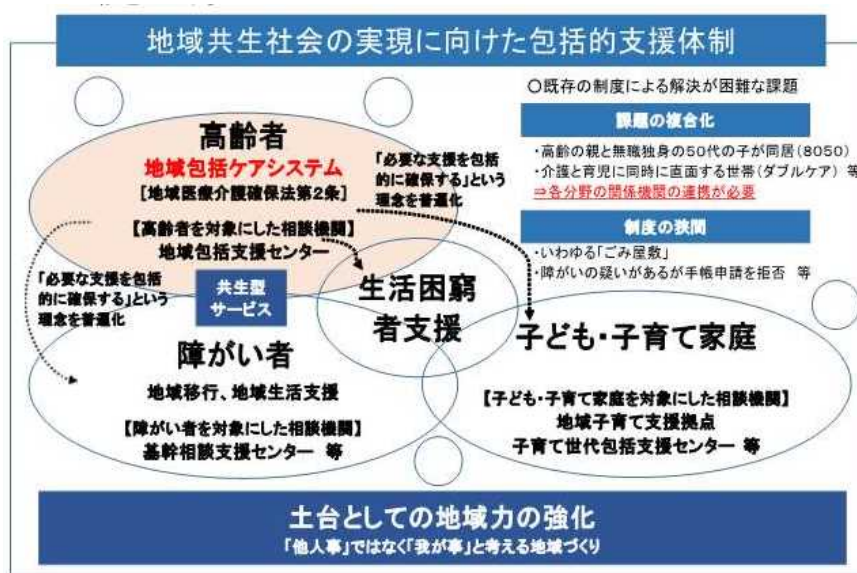 地域共生社会の実現に向けた包括的支援体制
〇既存の制度による解決が困難な課題
課題の複合化
・高齢の親と無職独身の50代の子が同居(8050)
・介護と育児に同時に直面する世帯(ダブルケア) 等
⇒各分野の関係機関の連携が必要
制度の狭間
・いわゆる「ごみ屋敷」
・障がいの疑いがあるが手帳申請を拒否 等
高齢者
地域包括ケアシステム
[地域医療介護確保法第2条]
【高齢者を対象にした相談機関】
地域包括支援センター
「必要な支援を包括
的に確保する」という
理念を普遍化
「必要な支援を包括
的に確保する」という
理念を普遍化
共生型
サービス
生活困窮
者支援
障がい者
地域移行、地域生活支援
【障がい者を対象にした相談機関】
基幹相談支援センター 等
子ども・子育て家庭
【子ども・子育て家庭を対象にした相談機関】
地域子育て支援拠点
子育て世代包括支援センター 等
土台としての地域力の強化
「他人事」ではなく「我が事」と考える地域づくり